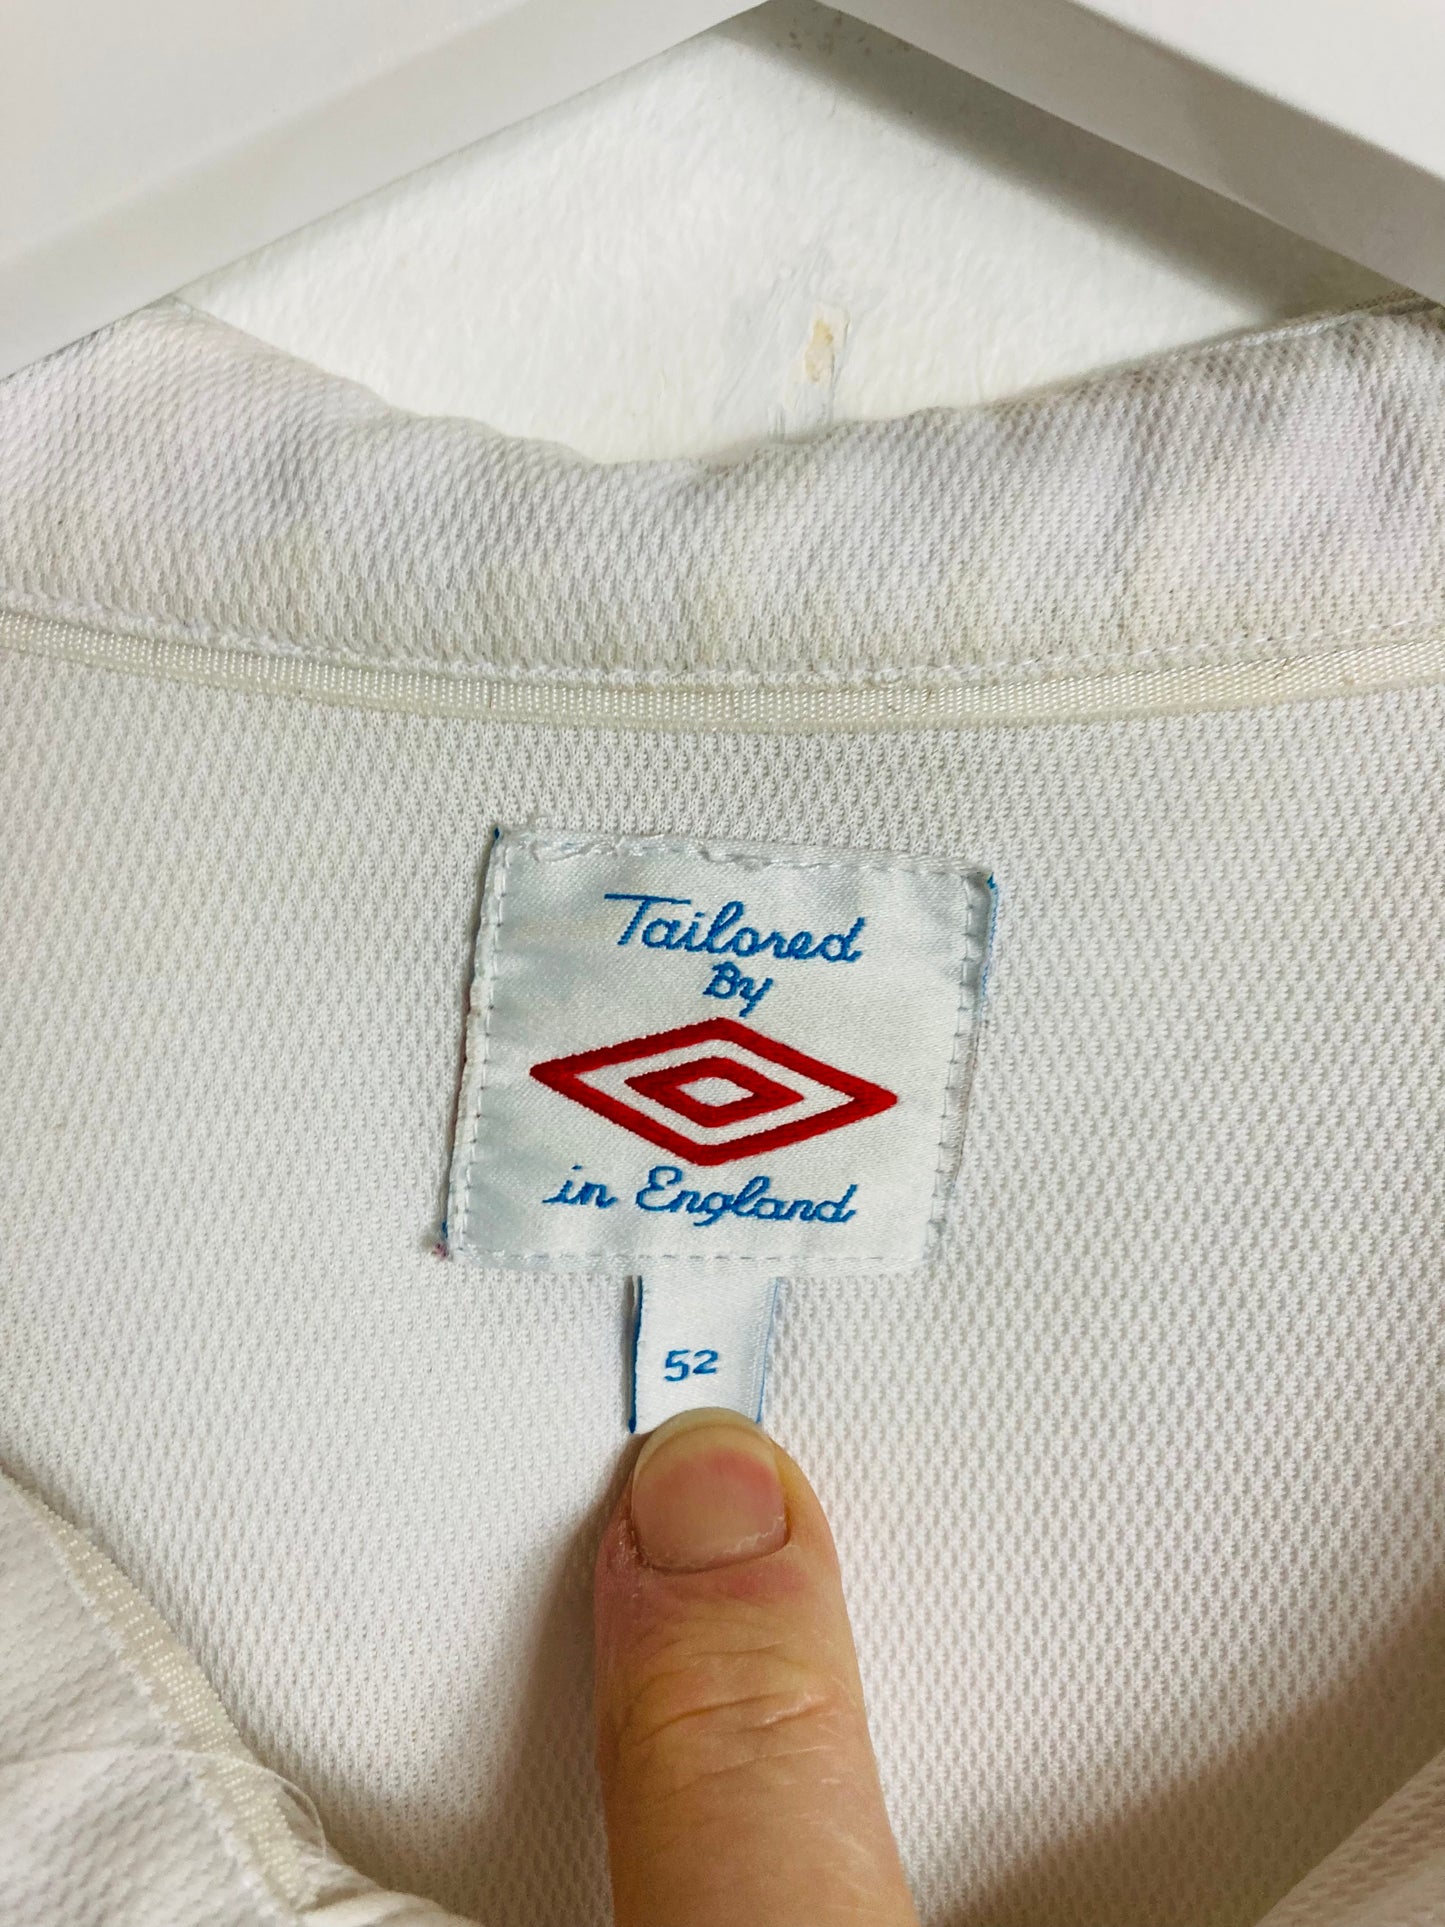 Tailored
By
in England
52